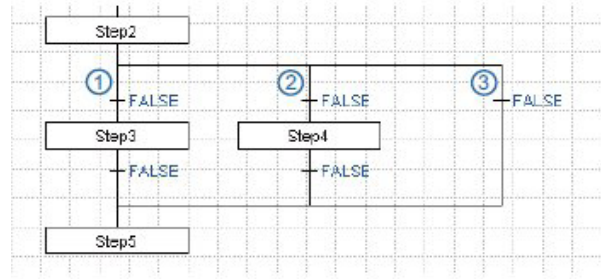 Step2
1 2 3
FALSE FALSE FALSE
Step3 Step4
FALSE FALSE
Step5